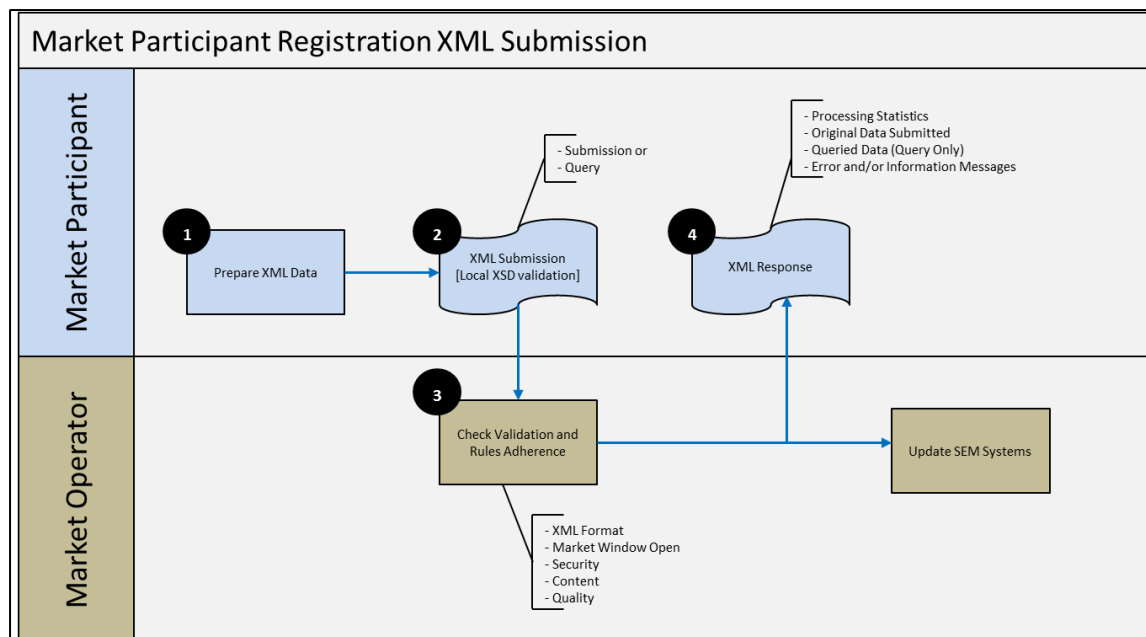 Market Participant Registration XML Submission
Market Participant
- Submission or
- Query
- Processing Statistics
- Original Data Submitted
- Queried Data (Query Only)
- Error and/or Information Messages
1
Prepare XML Data
2
XML Submission
[Local XSD validation]
4
XML Response
Market Operator
3
Check Validation and
Rules Adherence
Update SEM Systems
- XML Format
- Market Window Open
- Security
- Content
- Quality